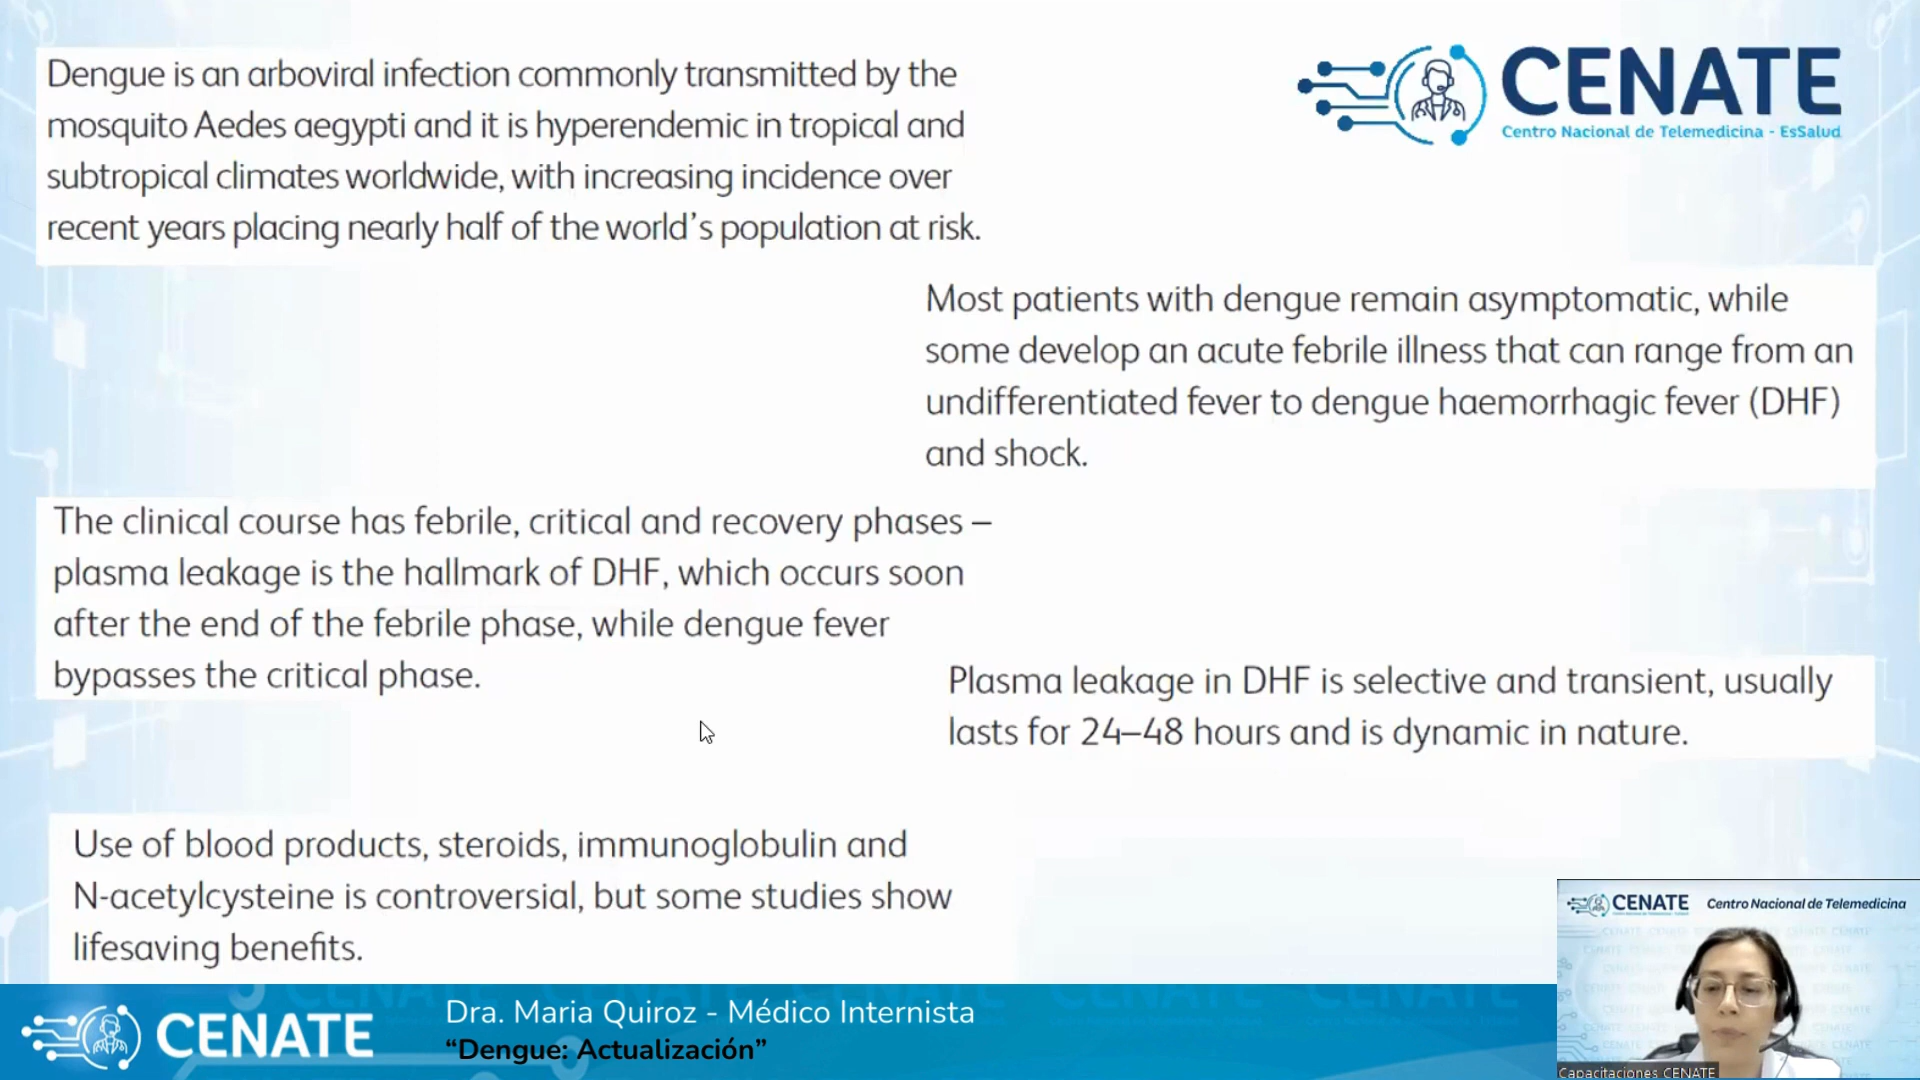 Dengue is an arboviral infection commonly transmitted by the
mosquito Aedes aegypti and it is hyperendemic in tropical and
subtropical climates worldwide, with increasing incidence over
recent years placing nearly half of the world's population at risk.
CENATE
Centro Nacional de Telemedicina - EsSalud
Most patients with dengue remain asymptomatic, while
some develop an acute febrile illness that can range from an
undifferentiated fever to dengue haemorrhagic fever (DHF)
and shock.
The clinical course has febrile, critical and recovery phases –
plasma leakage is the hallmark of DHF, which occurs soon
after the end of the febrile phase, while dengue fever
bypasses the critical phase.
Plasma leakage in DHF is selective and transient, usually
lasts for 24–48 hours and is dynamic in nature.
Use of blood products, steroids, immunoglobulin and
N-acetylcysteine is controversial, but some studies show
lifesaving benefits.
CENATE
Dra. Maria Quiroz - Médico Internista
“Dengue: Actualización”
CENATE
Centro Nacional de Telemedicina
Capacitaciones CENATE